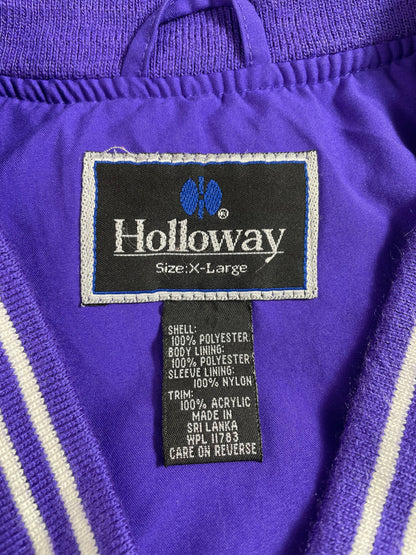 ®
Holloway
Size:X-Large
SHELL:
100% POLYESTER
BODY LINING:
100% POLYESTER
SLEEVE LINING:
100% NYLON
TRIM:
100% ACRYLIC
MADE IN
SRI LANKA
WPL 11783
CARE ON REVERSE